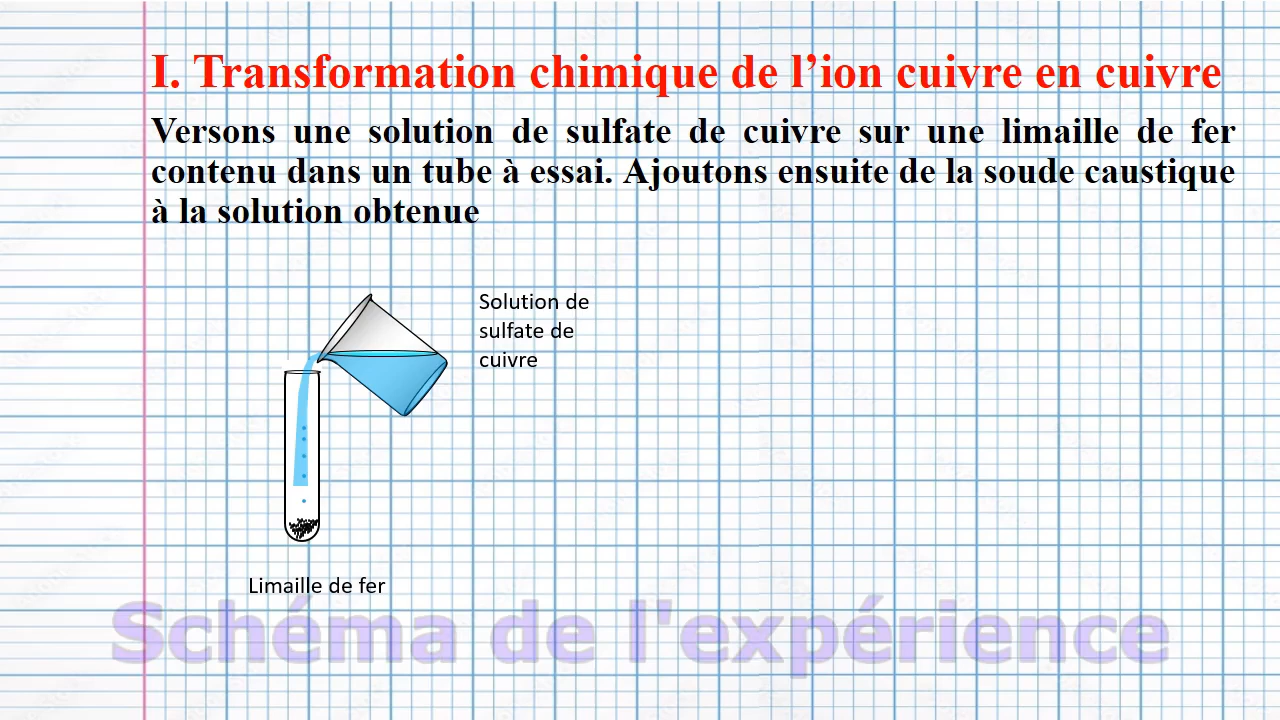 I. Transformation chimique de l’ion cuivre en cuivre
Versons une solution de sulfate de cuivre sur une limaille de fer
contenu dans un tube à essai. Ajoutons ensuite de la soude caustique
à la solution obtenue
Solution de
sulfate de
cuivre
Limaille de fer
Schéma de l'expérience